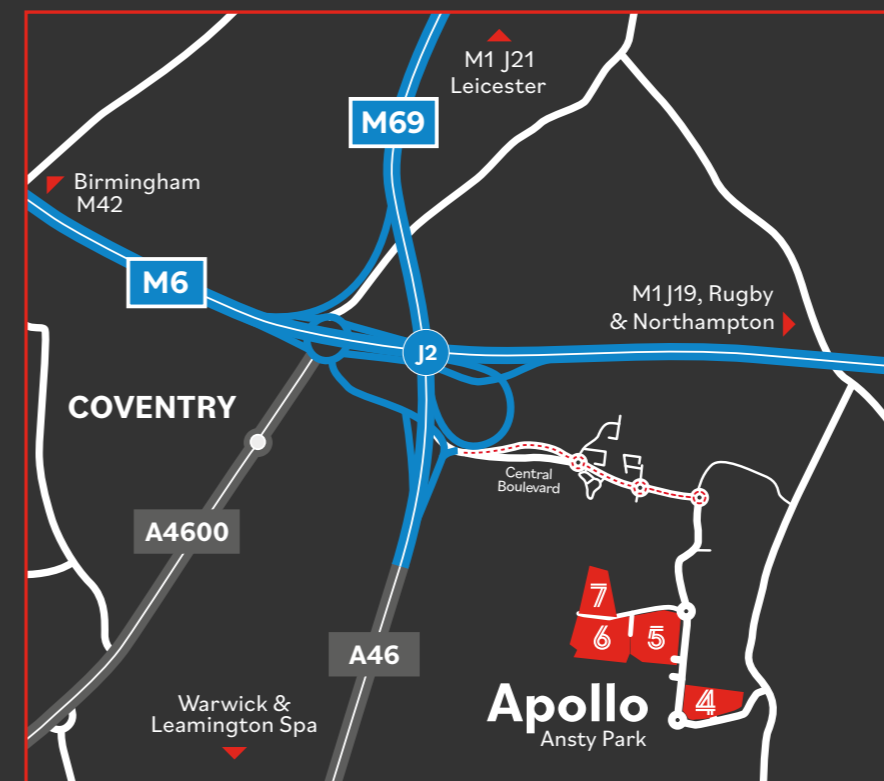 M1 J21
Leicester
M69
Birmingham
M42
M6
M1 J19, Rugby
& Northampton
J2
COVENTRY
Central
Boulevard
A4600
7
6
5
A46
4
Apollo
Ansty Park
Warwick &
Leamington Spa